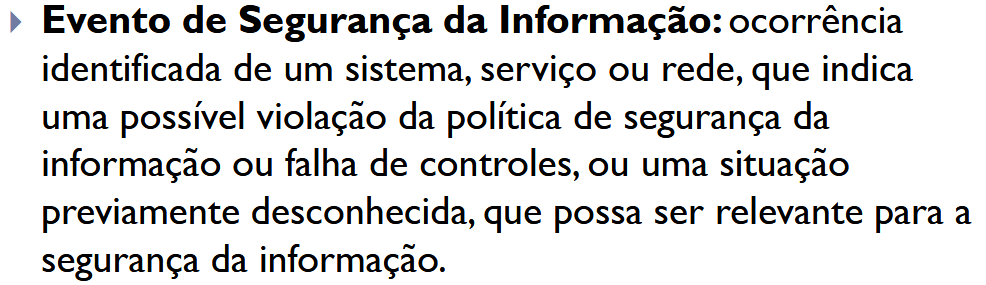 Evento de Segurança da Informação: ocorrência
identificada de um sistema, serviço ou rede, que indica
uma possível violação da política de segurança da
informação ou falha de controles, ou uma situação
previamente desconhecida, que possa ser relevante para a
segurança da informação.